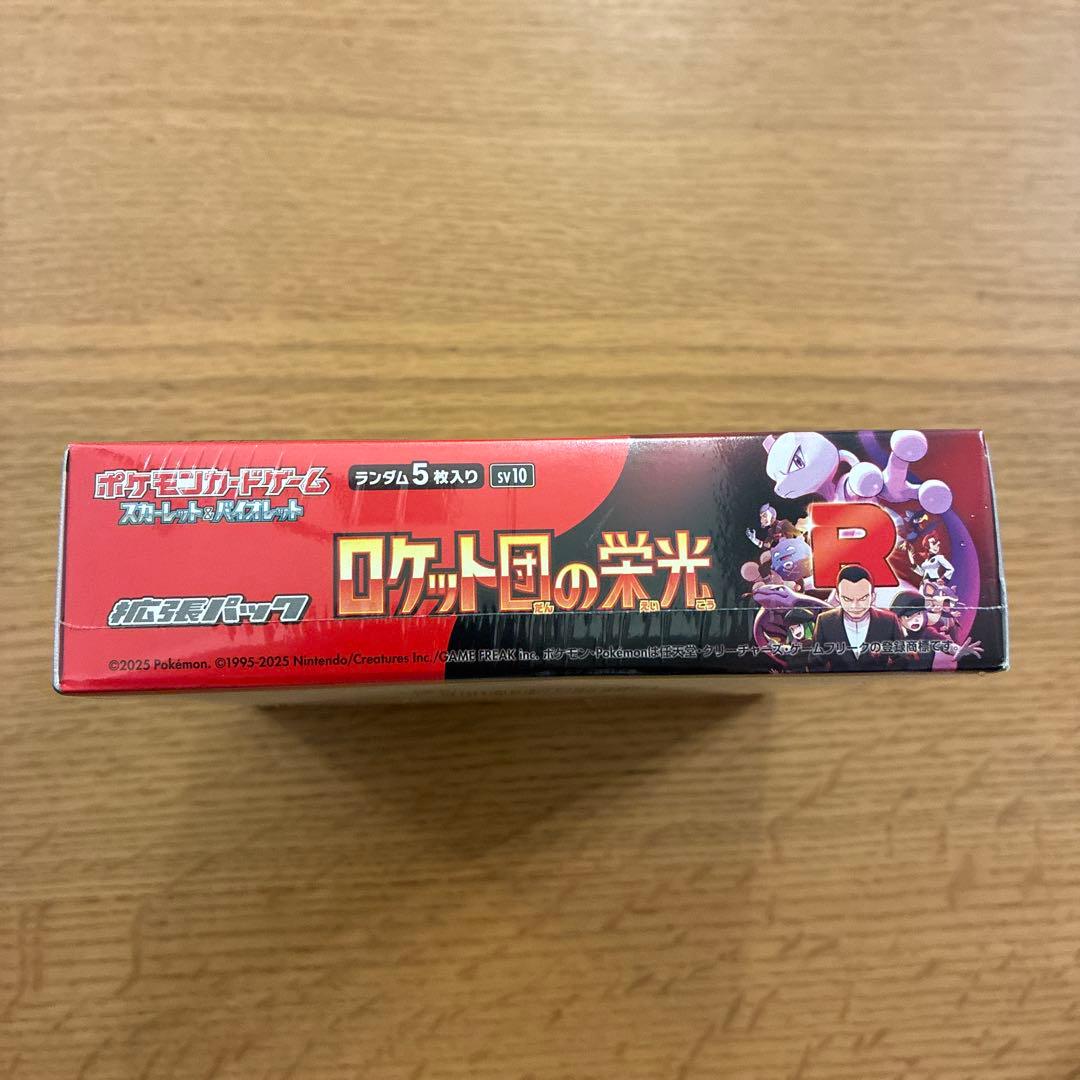 ポケモンカードゲーム
スカーレット&バイオレット
ランダム5枚入り
SV10
ロケット団の栄光
だん えい こう
R
拡張パック
©2025 Pokémon. ©1995-2025 Nintendo/Creatures Inc./GAME FREAK inc. ポケモン・Pokémonは任天堂・クリーチャーズ・ゲームフリークの登録商標です。